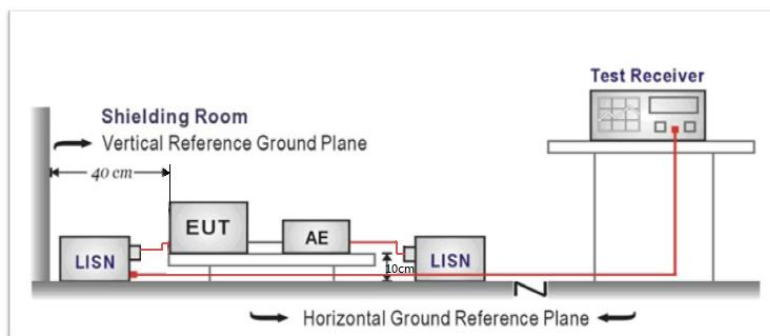 Test Receiver
Shielding Room
Vertical Reference Ground Plane
40 cm
EUT
AE
LISN
LISN
10cm
Horizontal Ground Reference Plane